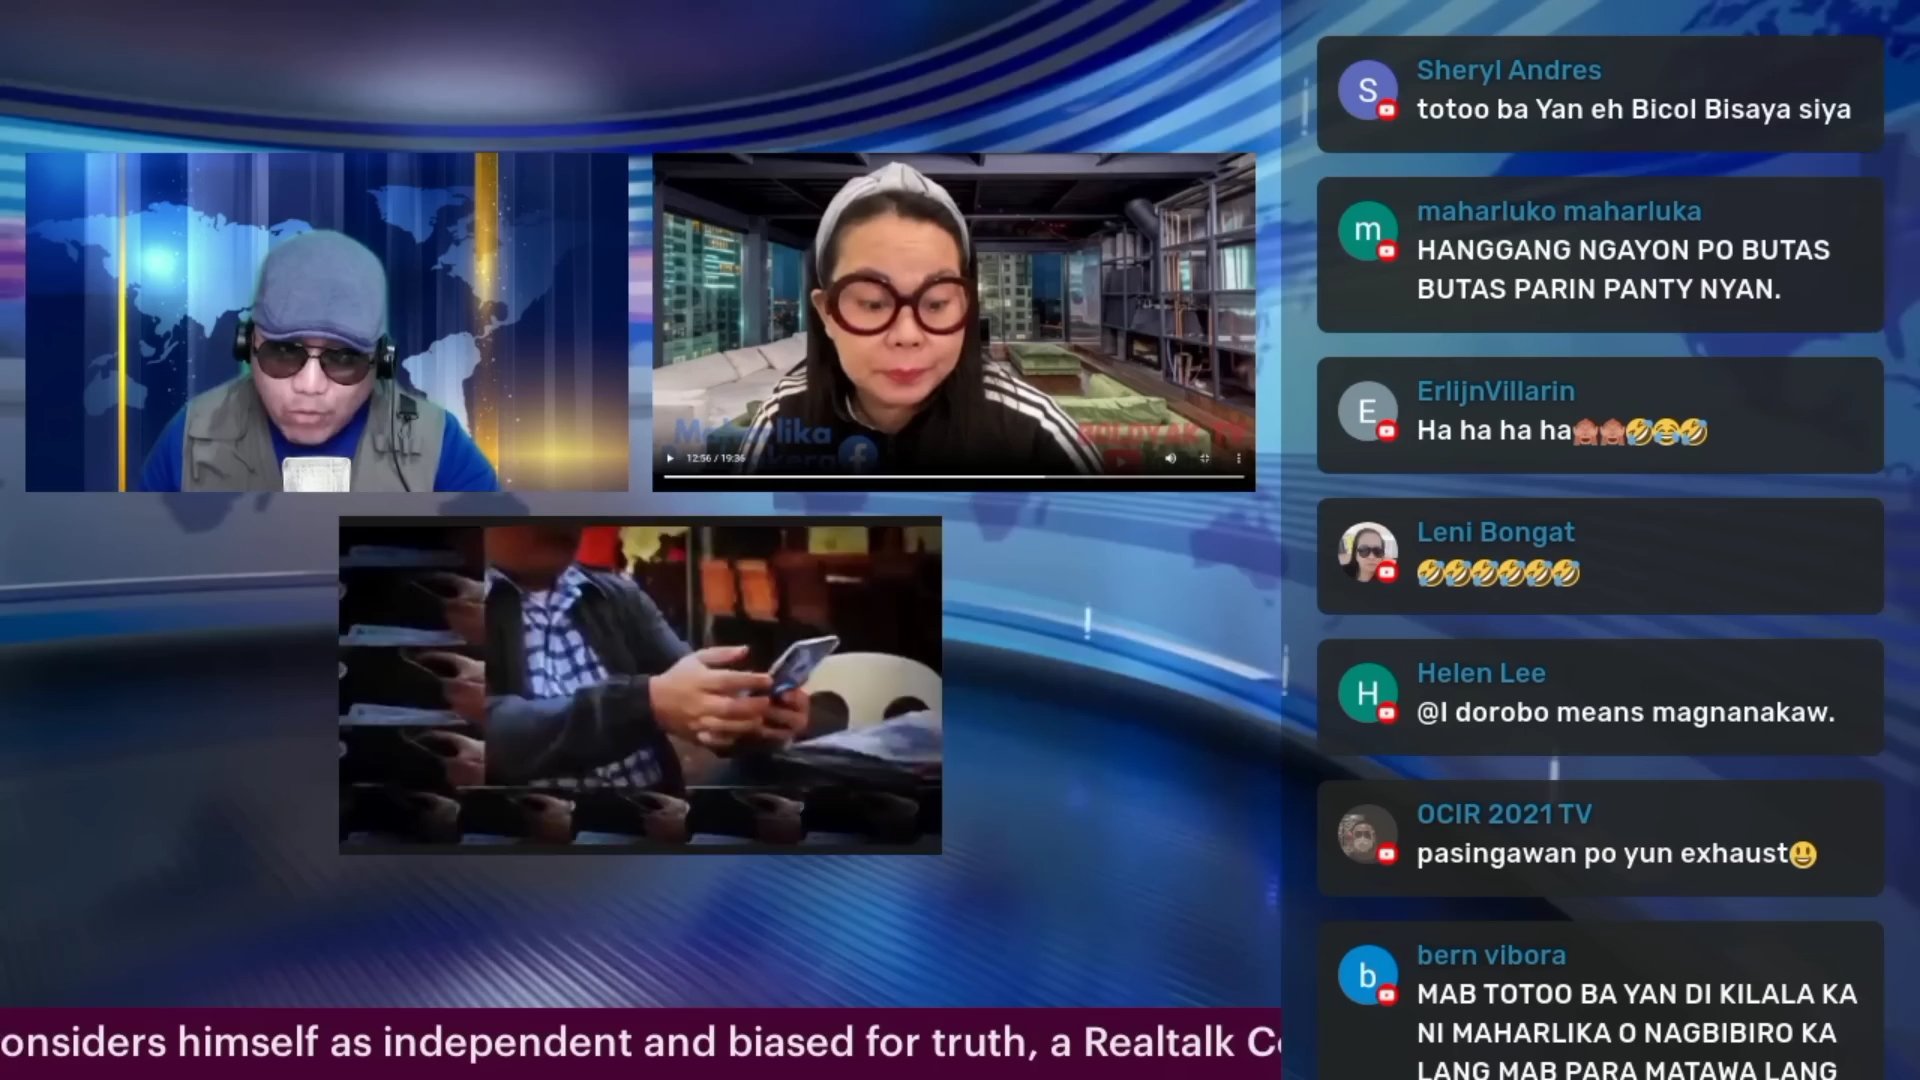 Sheryl Andres
totoo ba Yan eh Bicol Bisaya siya
maharluko maharluka
HANGGANG NGAYON PO BUTAS
BUTAS PARIN PANTY NYAN.
ErlijnVillarin
Ha ha ha ha🙈🙈🤣😂🤣
Leni Bongat
🤣🤣🤣🤣🤣🤣
Helen Lee
@I dorobo means magnanakaw.
OCIR 2021 TV
pasingawan po yun exhaust😃
bern vibora
MAB TOTOO BA YAN DI KILALA KA
NI MAHARLIKA O NAGBIBIRO KA
LANG MAB PARA MATAWA LANG
S
m
E
H
b
12:56 / 19:36
onsiders himself as independent and biased for truth, a Realtalk C